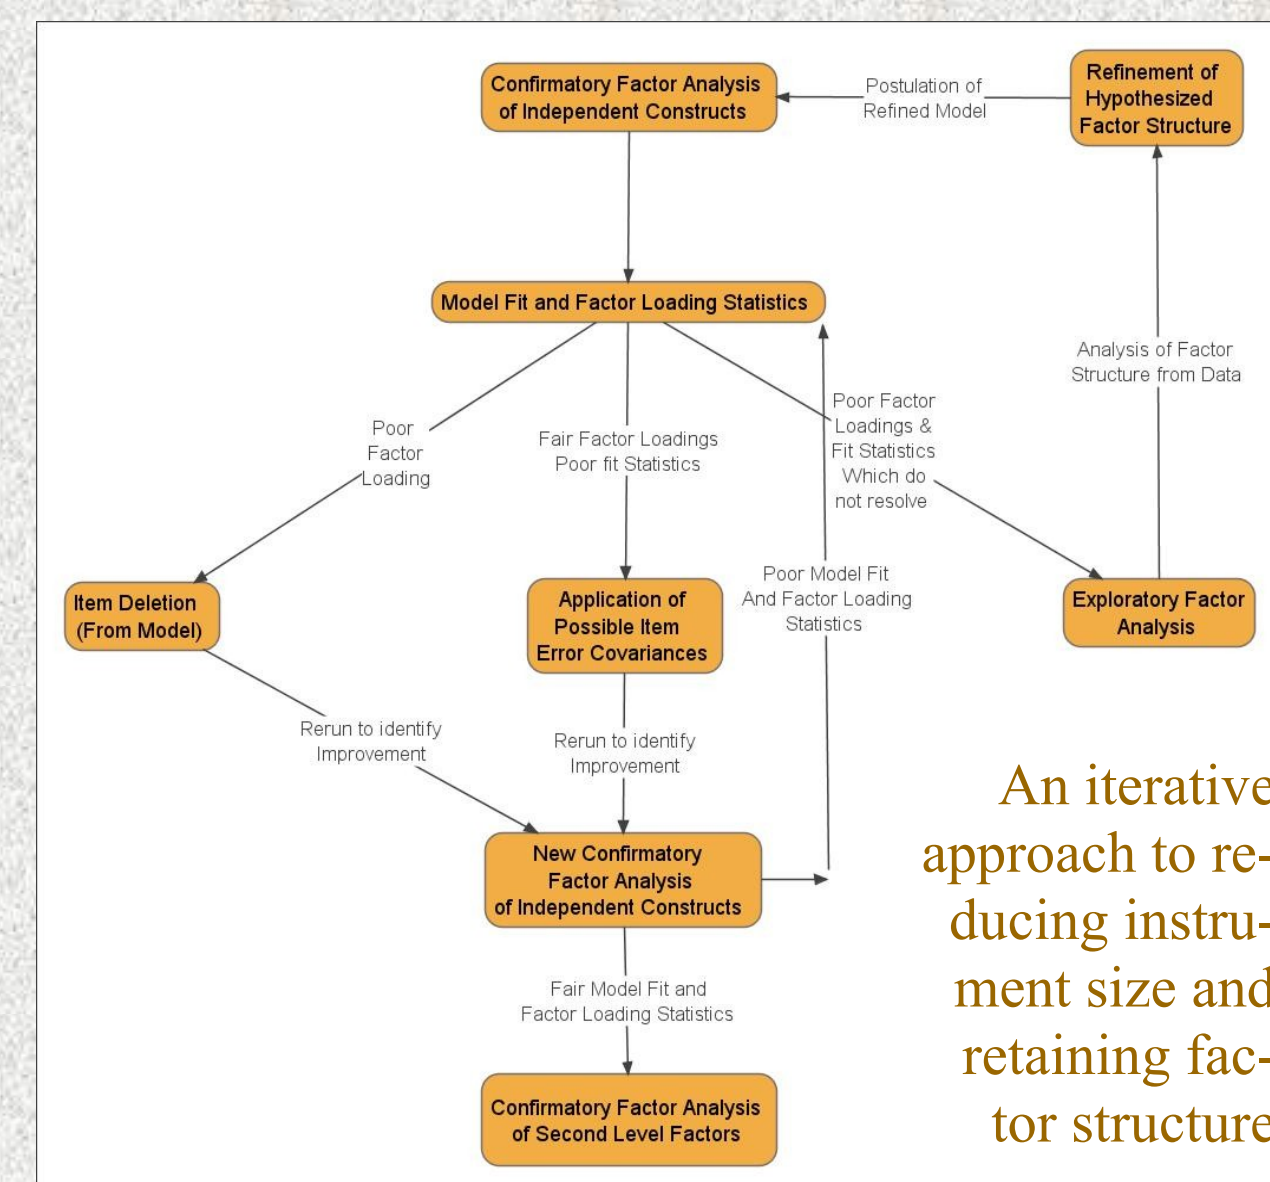 Confirmatory Factor Analysis
of Independent Constructs
Postulation of
Refined Model
Refinement of
Hypothesized
Factor Structure
Model Fit and Factor Loading Statistics
Analysis of Factor
Structure from Data
Poor
Factor
Loading
Fair Factor Loadings
Poor fit Statistics
Poor Factor
Loadings &
Fit Statistics
Which do
not resolve
Item Deletion
(From Model)
Application of
Possible Item
Error Covariances
Poor Model Fit
And Factor Loading
Statistics
Exploratory Factor
Analysis
Rerun to identify
Improvement
Rerun to identify
Improvement
New Confirmatory
Factor Analysis
of Independent Constructs
Fair Model Fit and
Factor Loading Statistics
Confirmatory Factor Analysis
of Second Level Factors
An iterative
approach to re-
ducing instru-
ment size and
retaining fac-
tor structure